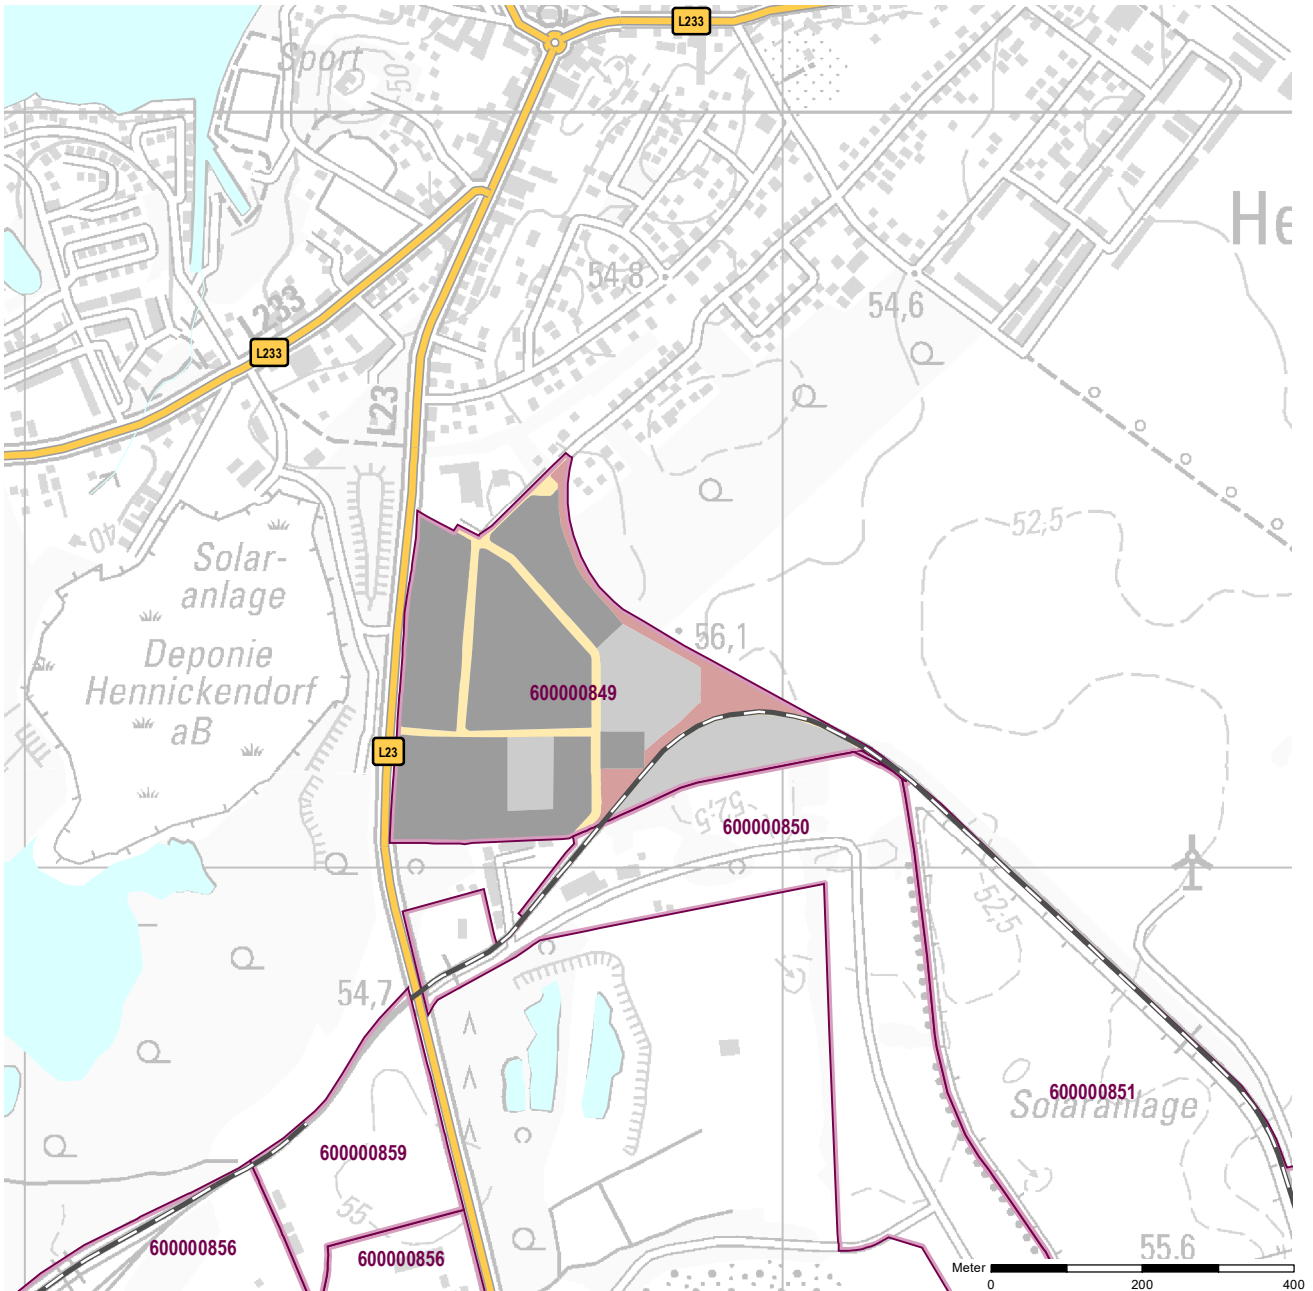 L233
Sport
50
He
54,8
L233
54,6
L233
L23
52,5
40
Solar-
anlage
56,1
Deponie
Hennickendorf
aB
600000849
L23
52,5
600000850
52,5
54,7
600000851
Solaranlage
600000859
55
600000856
600000856
55.6
Meter
0 200 400